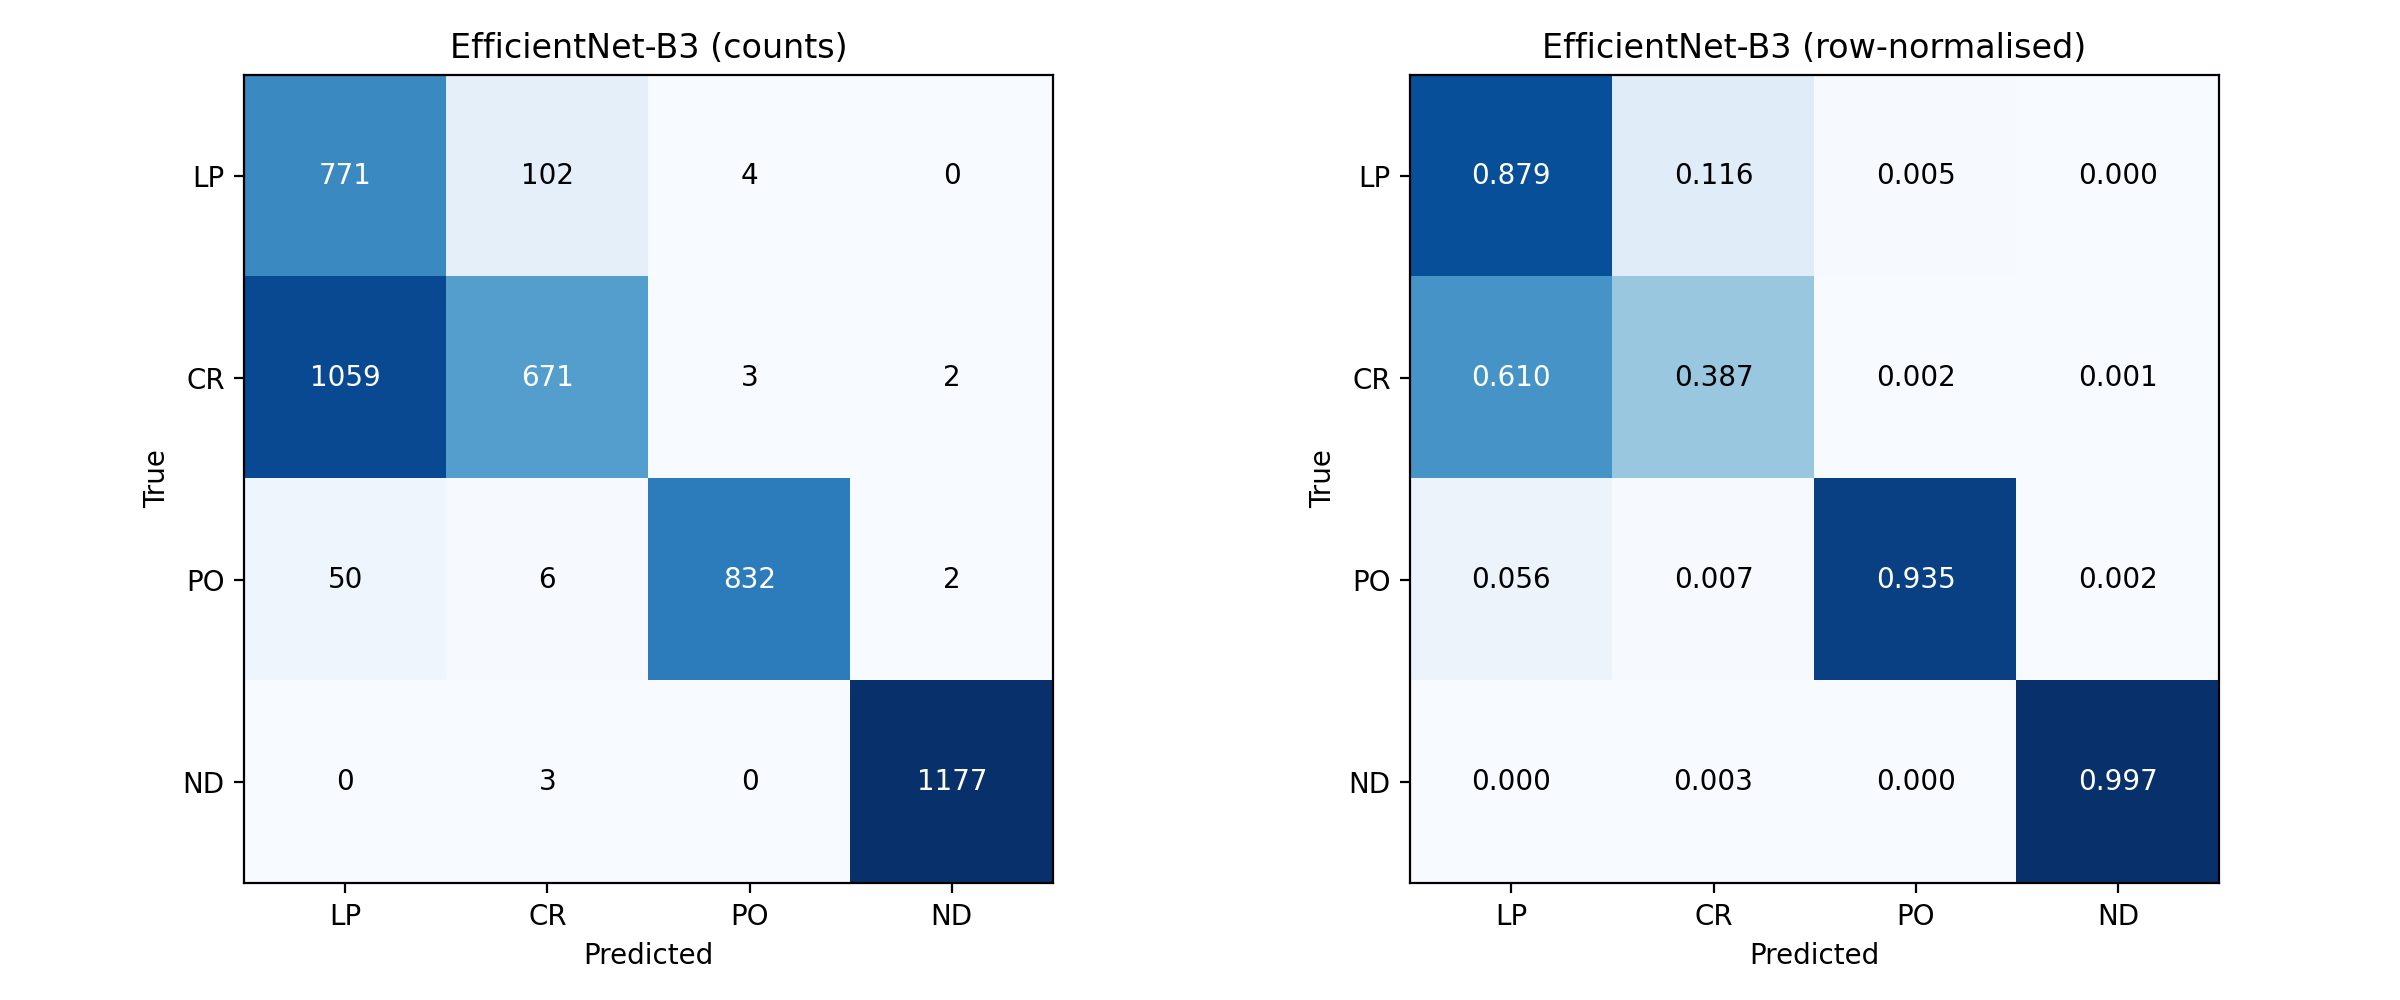 EfficientNet-B3 (counts)
LP 771 102 4 0
CR 1059 671 3 2
PO 50 6 832 2
ND 0 3 0 1177
True
LP CR PO ND
Predicted
EfficientNet-B3 (row-normalised)
LP 0.879 0.116 0.005 0.000
CR 0.610 0.387 0.002 0.001
PO 0.056 0.007 0.935 0.002
ND 0.000 0.003 0.000 0.997
True
LP CR PO ND
Predicted